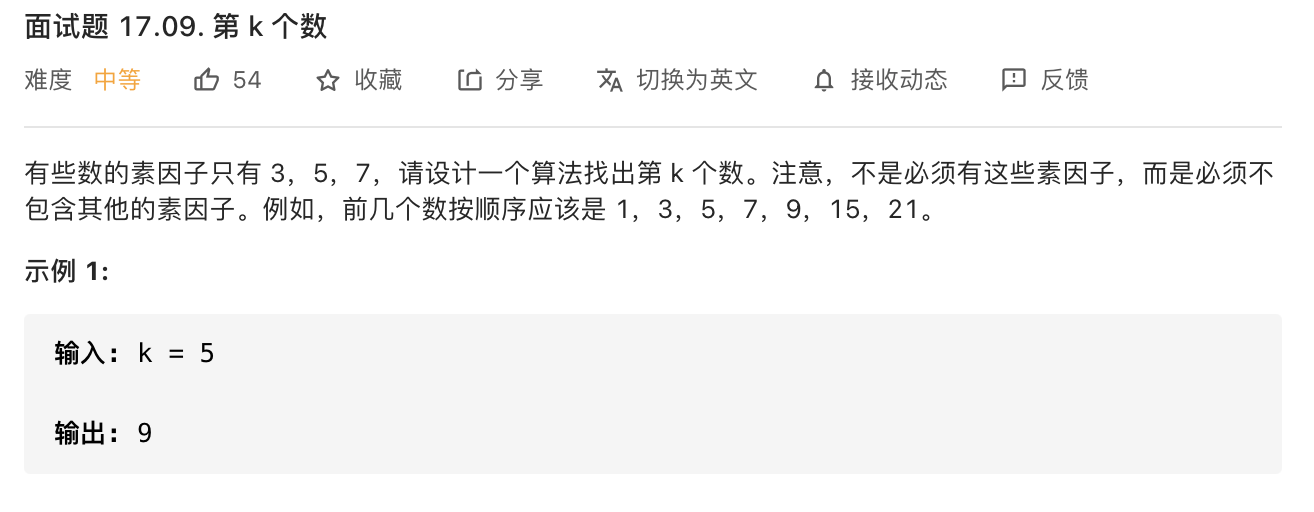 面试题 17.09. 第 k 个数
难度 中等 54 收藏 分享 切换为英文 接收动态 反馈
有些数的素因子只有 3，5，7，请设计一个算法找出第 k 个数。注意，不是必须有这些素因子，而是必须不
包含其他的素因子。例如，前几个数按顺序应该是 1，3，5，7，9，15，21。
示例 1:
输入: k = 5
输出: 9